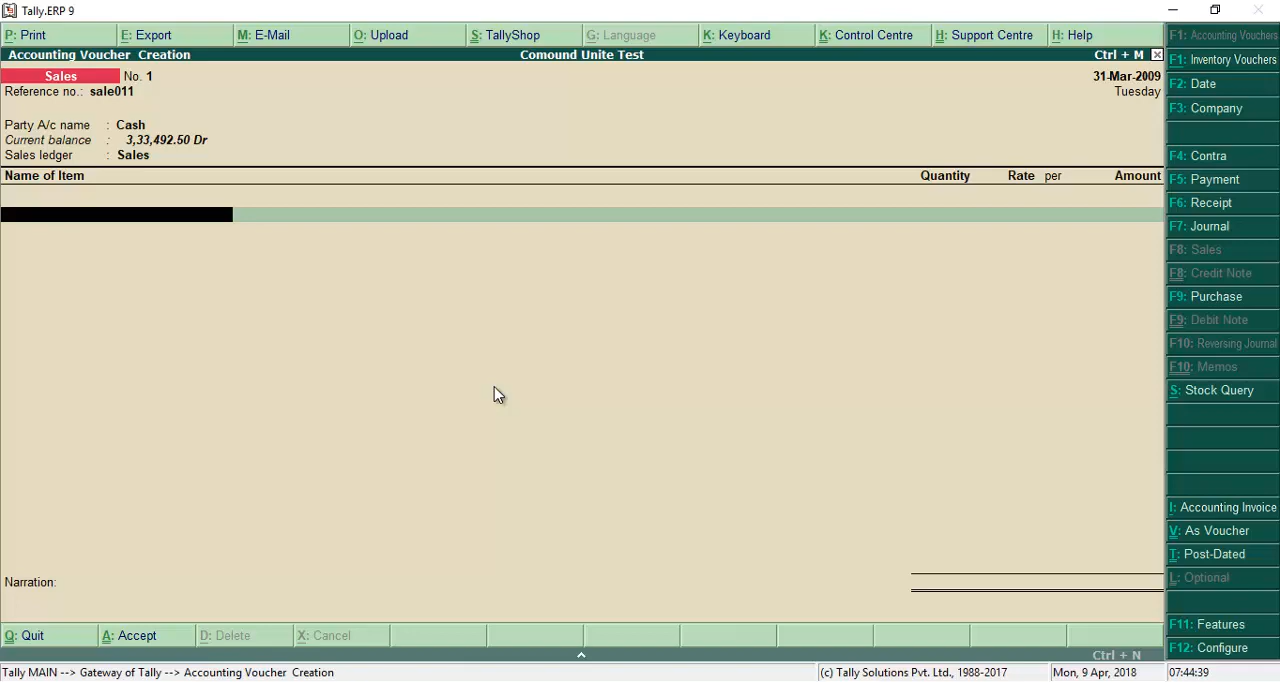 Tally.ERP 9
P: Print E: Export M: E-Mail O: Upload S: TallyShop G: Language K: Keyboard K: Control Centre H: Support Centre H: Help F1: Accounting Vouchers
Accounting Voucher Creation Comound Unite Test Ctrl + M F1: Inventory Vouchers
Sales No. 1 31-Mar-2009 F2: Date
Reference no.: sale011 Tuesday
F3: Company
Party A/c name : Cash
Current balance : 3,33,492.50 Dr
Sales ledger : Sales F4: Contra
Name of Item Quantity Rate per Amount F5: Payment
F6: Receipt
F7: Journal
F8: Sales
F8: Credit Note
F9: Purchase
F9: Debit Note
F10: Reversing Journal
F10: Memos
S: Stock Query
I: Accounting Invoice
V: As Voucher
T: Post-Dated
Narration: L: Optional
F11: Features
Q: Quit A: Accept D: Delete X: Cancel F12: Configure
Ctrl + N
Tally MAIN --> Gateway of Tally --> Accounting Voucher Creation (c) Tally Solutions Pvt. Ltd., 1988-2017 Mon, 9 Apr, 2018 07:44:39